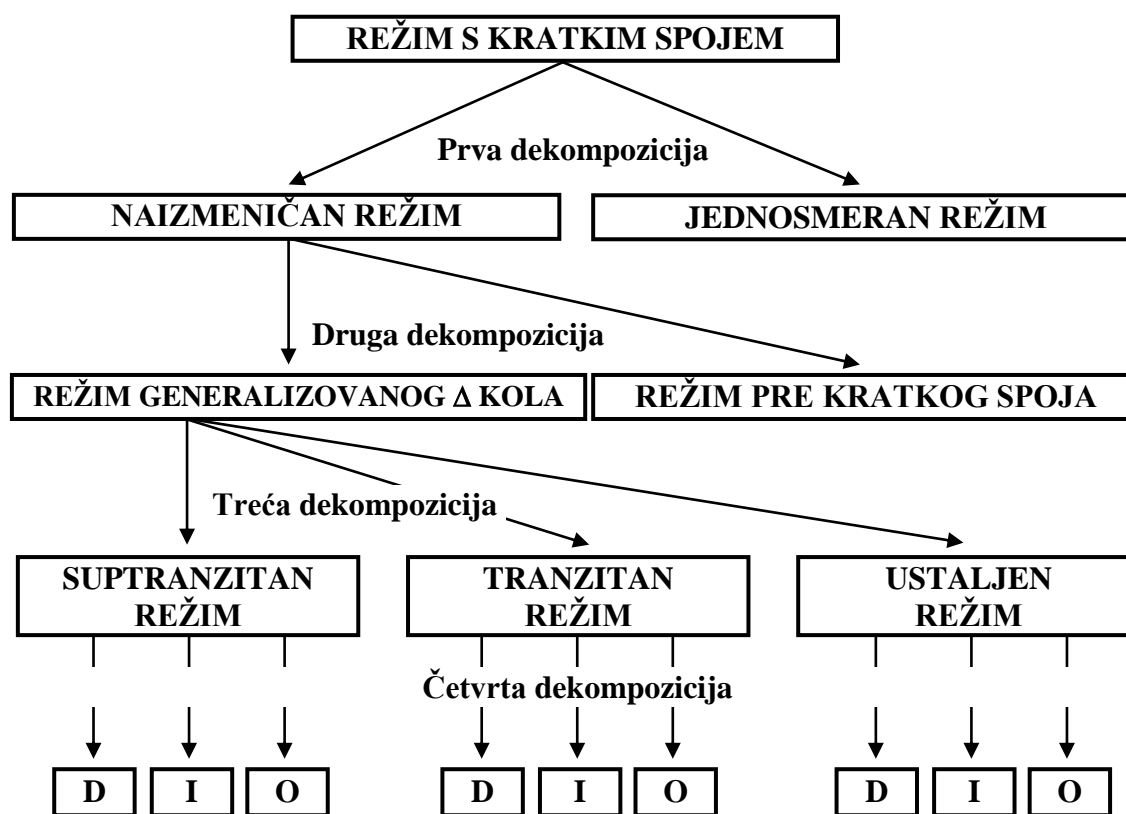 REŽIM S KRATKIM SPOJEM
Prva dekompozicija
NAIZMENIČAN REŽIM
JEDNOSMERAN REŽIM
Druga dekompozicija
REŽIM GENERALIZOVANOG Δ KOLA
REŽIM PRE KRATKOG SPOJA
Treća dekompozicija
SUPTRANZITAN
REŽIM
TRANZITAN
REŽIM
USTALJEN
REŽIM
Četvrta dekompozicija
D I O
D I O
D I O